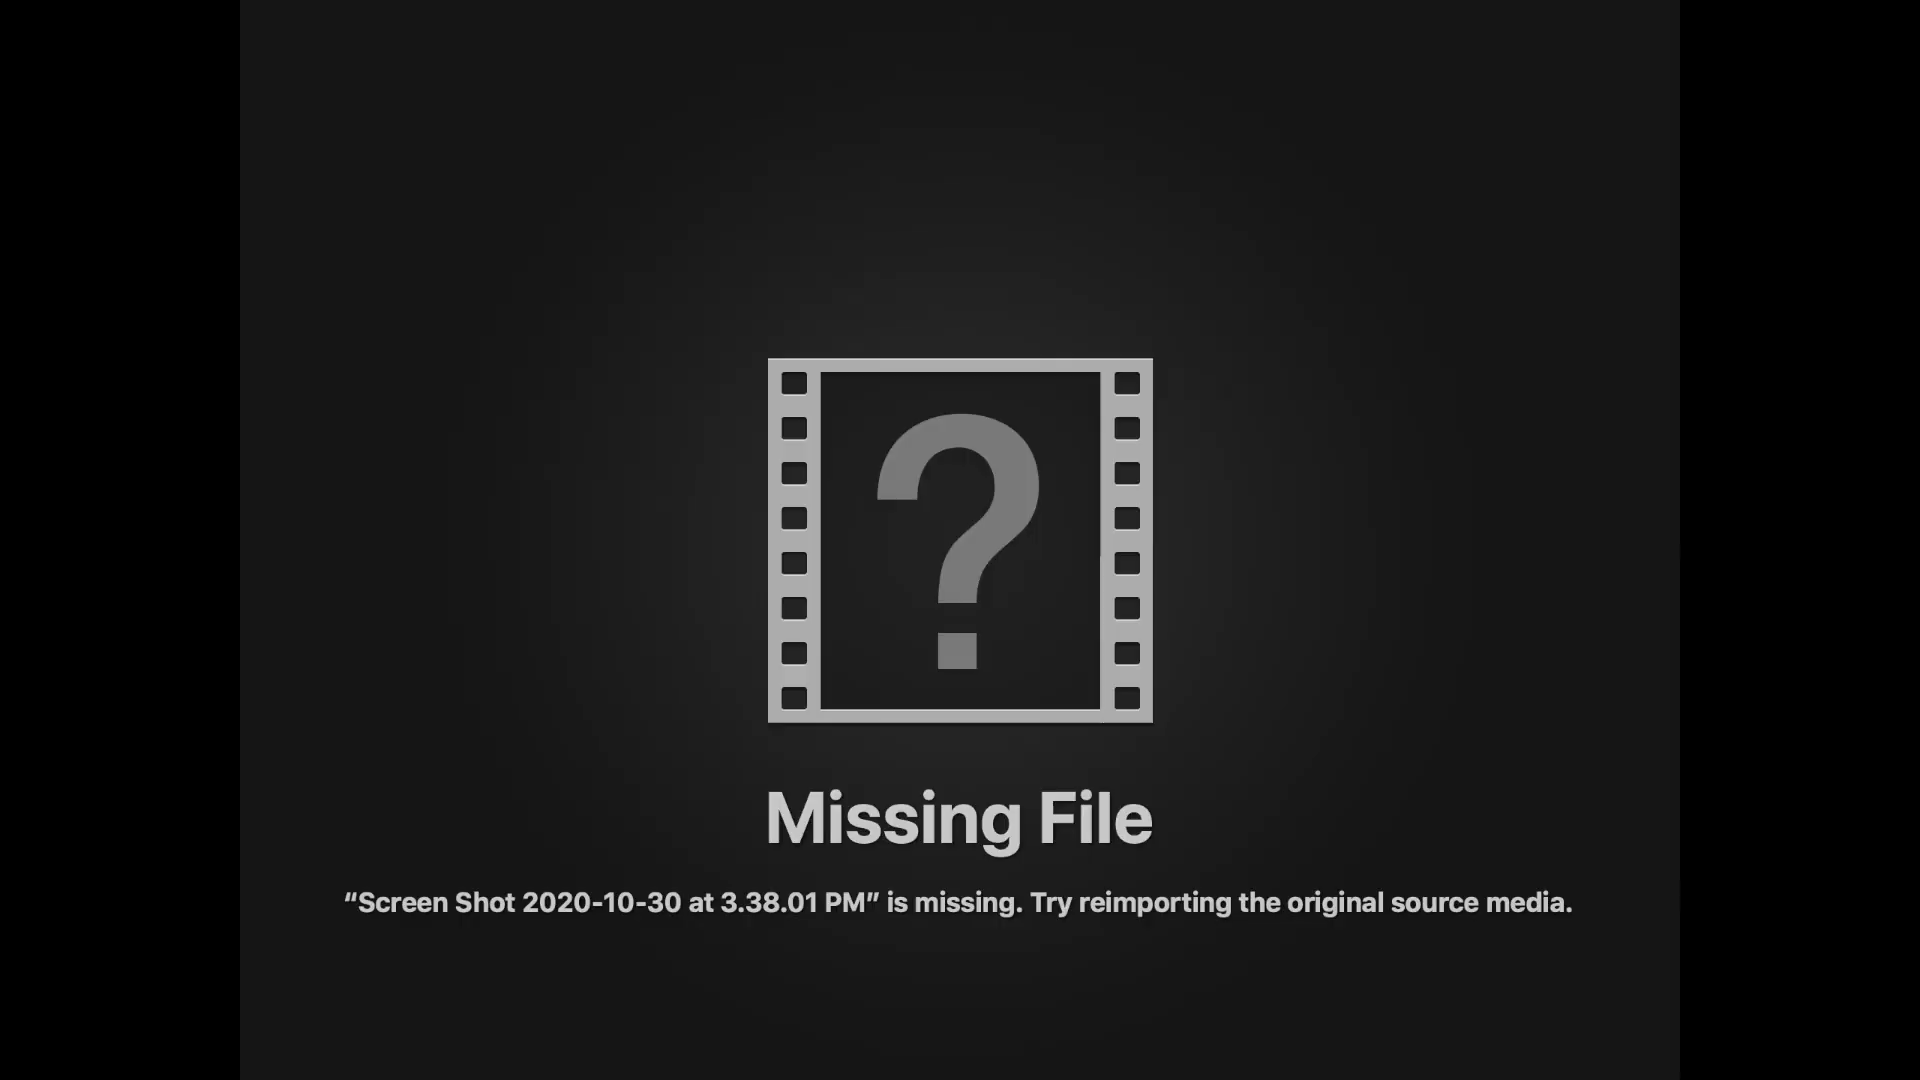 ?
Missing File
“Screen Shot 2020-10-30 at 3.38.01 PM” is missing. Try reimporting the original source media.